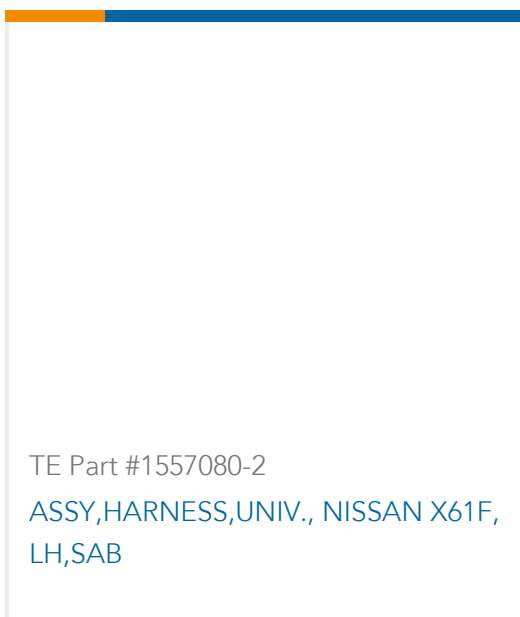 TE Part #1557080-2
ASSY,HARNESS,UNIV., NISSAN X61F,
LH,SAB